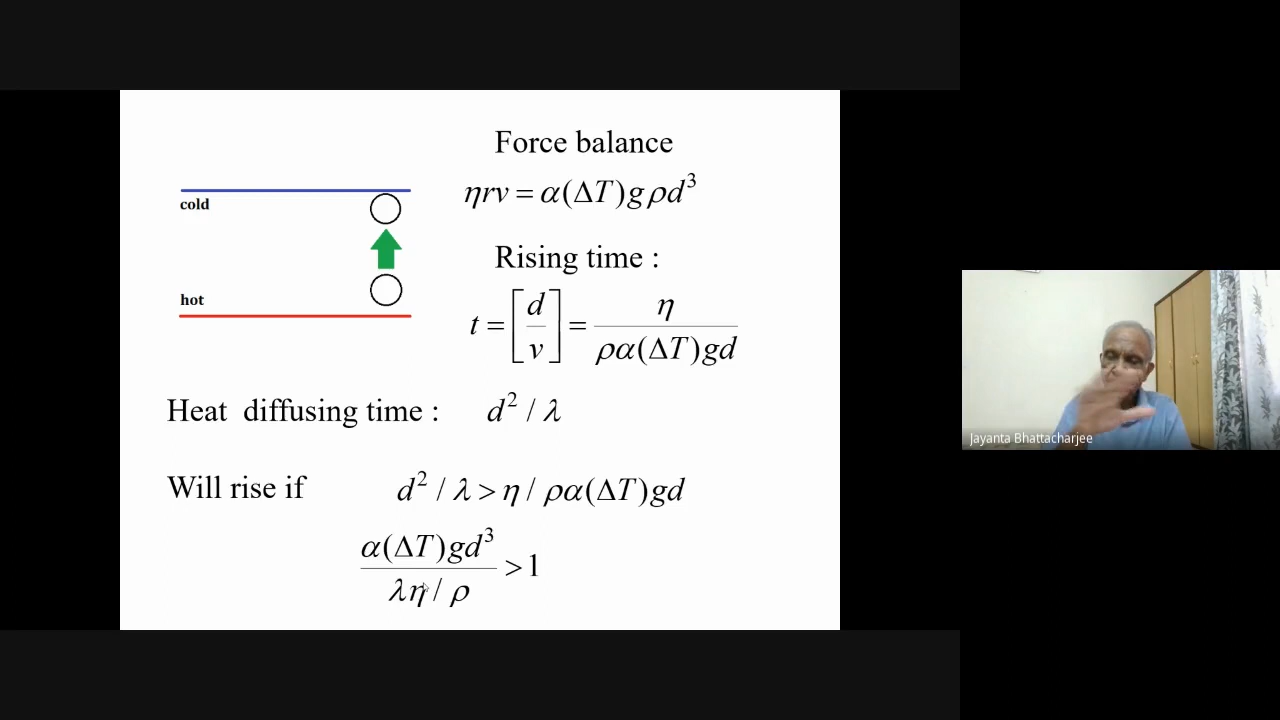 Force balance
ηrv = α(ΔT)gρd³
cold
Rising time :
hot
t = [d/v] = η / ρα(ΔT)gd
Heat diffusing time : d² / λ
Will rise if d² / λ > η / ρα(ΔT)gd
α(ΔT)gd³ / λη / ρ > 1
Jayanta Bhattacharjee